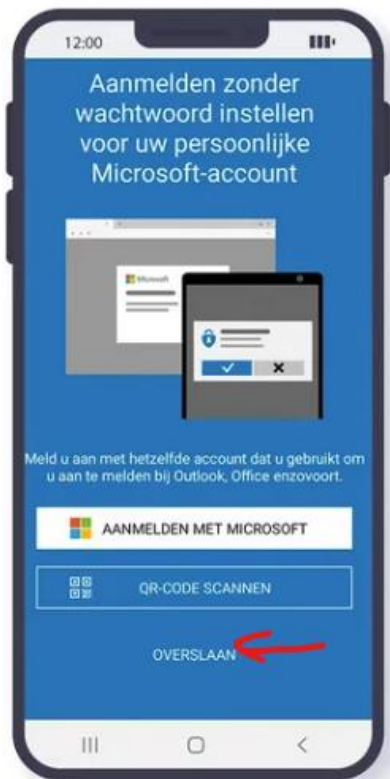 12:00
Aanmelden zonder
wachtwoord instellen
voor uw persoonlijke
Microsoft-account
Microsoft
Meld u aan met hetzelfde account dat u gebruikt om
u aan te melden bij Outlook, Office enzovoort.
AANMELDEN MET MICROSOFT
QR-CODE SCANNEN
OVERSLAAN